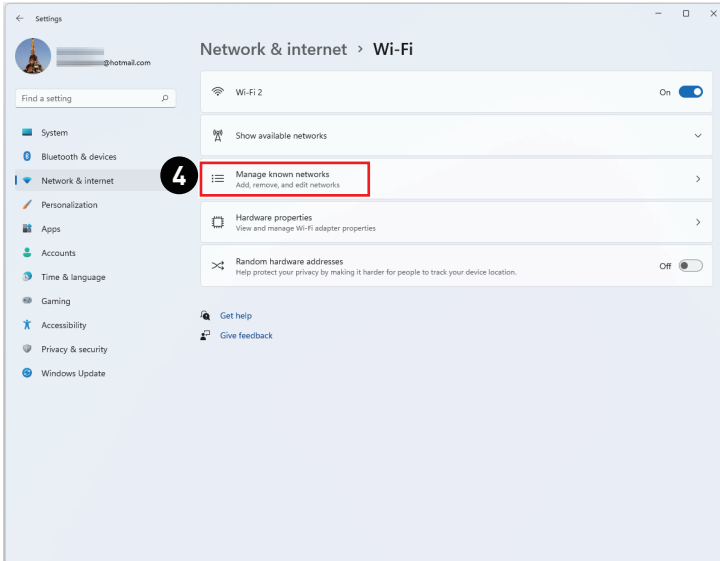 Settings
@hotmail.com
Network & internet > Wi-Fi
Find a setting
Wi-Fi 2
On
System
Show available networks
Bluetooth & devices
4
Manage known networks
Add, remove, and edit networks
Network & internet
Personalization
Hardware properties
View and manage Wi-Fi adapter properties
Apps
Accounts
Random hardware addresses
Help protect your privacy by making it harder for people to track your device location.
Off
Time & language
Gaming
Get help
Accessibility
Give feedback
Privacy & security
Windows Update